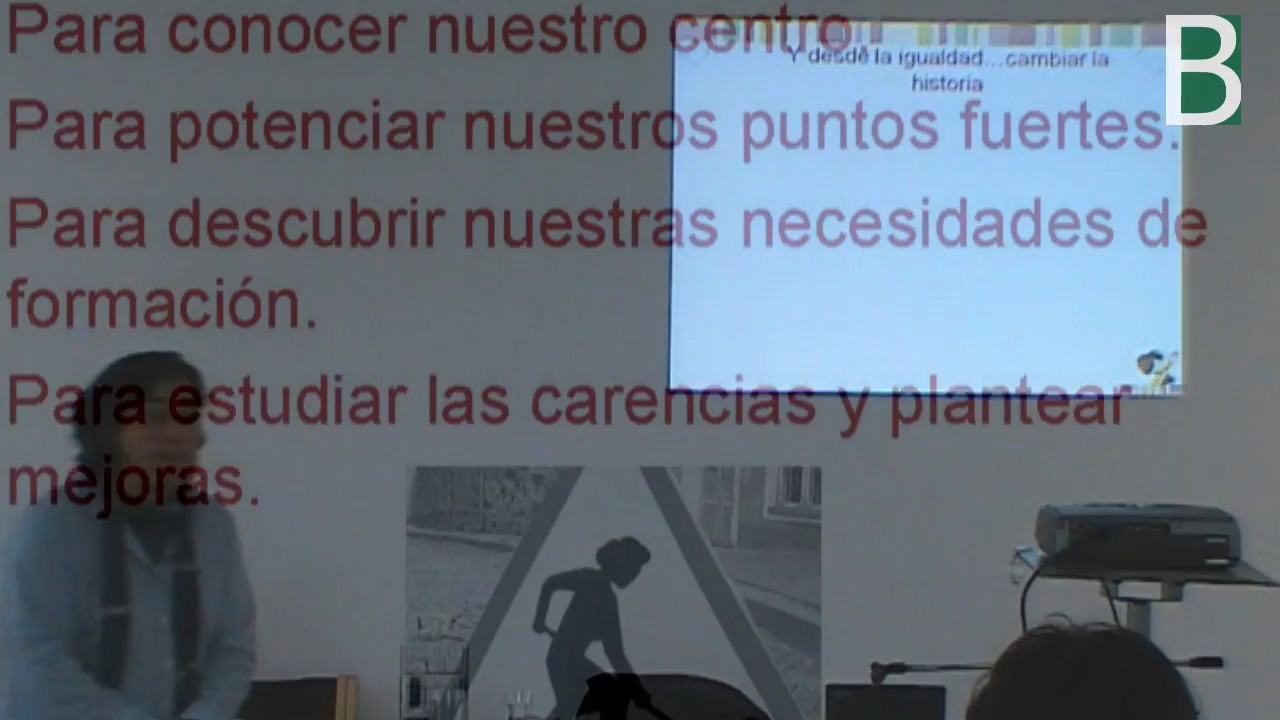 Para conocer nuestro centro.
Y desde la igualdad...cambiar la
historia
Para potenciar nuestros puntos fuertes.
Para descubrir nuestras necesidades de
formación.
Para estudiar las carencias y plantear
mejoras.
B